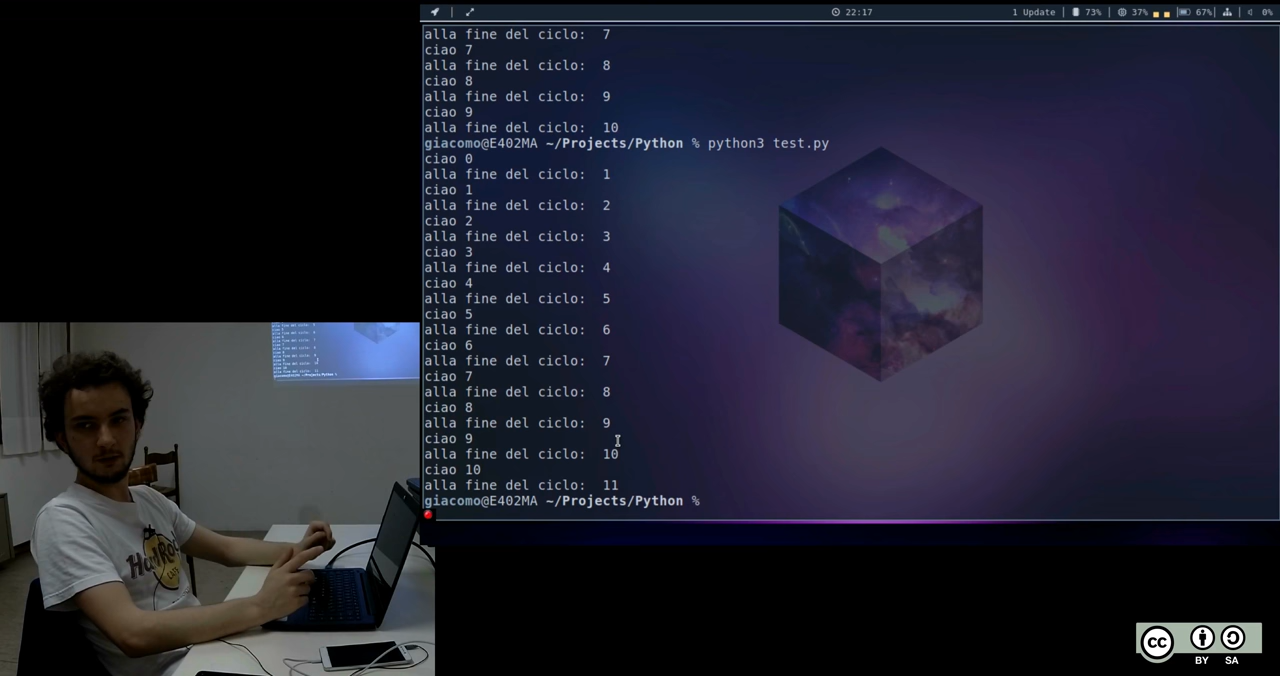 22:17
1 Update | 73% | 37% | 67% | 0%
alla fine del ciclo:  7
ciao 7
alla fine del ciclo:  8
ciao 8
alla fine del ciclo:  9
ciao 9
alla fine del ciclo:  10
giacomo@E402MA ~/Projects/Python % python3 test.py
ciao 0
alla fine del ciclo:  1
ciao 1
alla fine del ciclo:  2
ciao 2
alla fine del ciclo:  3
ciao 3
alla fine del ciclo:  4
ciao 4
alla fine del ciclo:  5
ciao 5
alla fine del ciclo:  6
ciao 6
alla fine del ciclo:  7
ciao 7
alla fine del ciclo:  8
ciao 8
alla fine del ciclo:  9
ciao 9
alla fine del ciclo:  10
ciao 10
alla fine del ciclo:  11
giacomo@E402MA ~/Projects/Python %
cc
BY SA